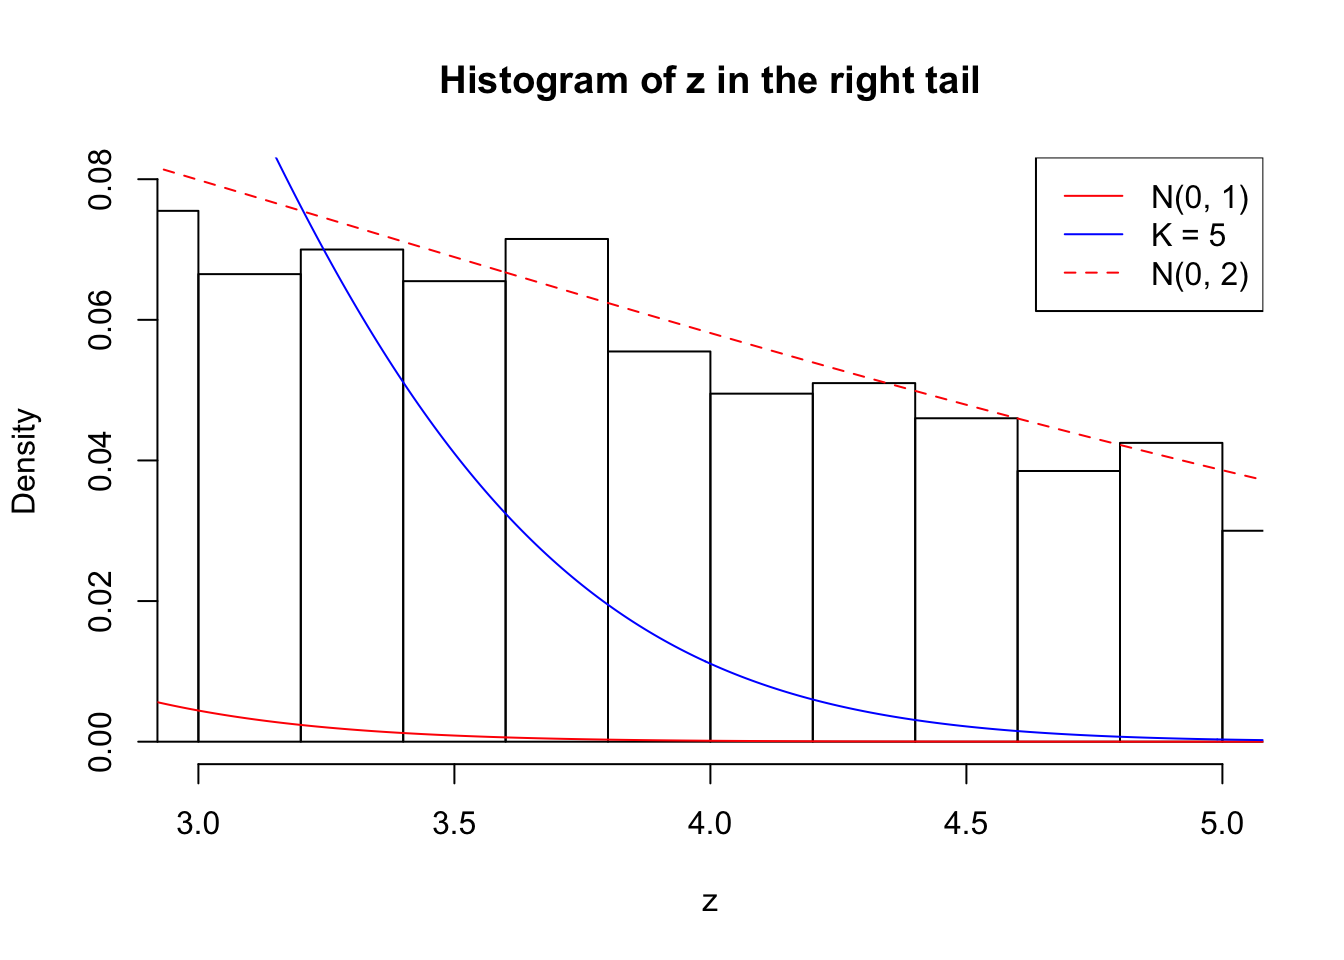 Histogram of z in the right tail
N(0, 1)
K = 5
N(0, 2)
Density
0.08
0.06
0.04
0.02
0.00
3.0 3.5 4.0 4.5 5.0
z